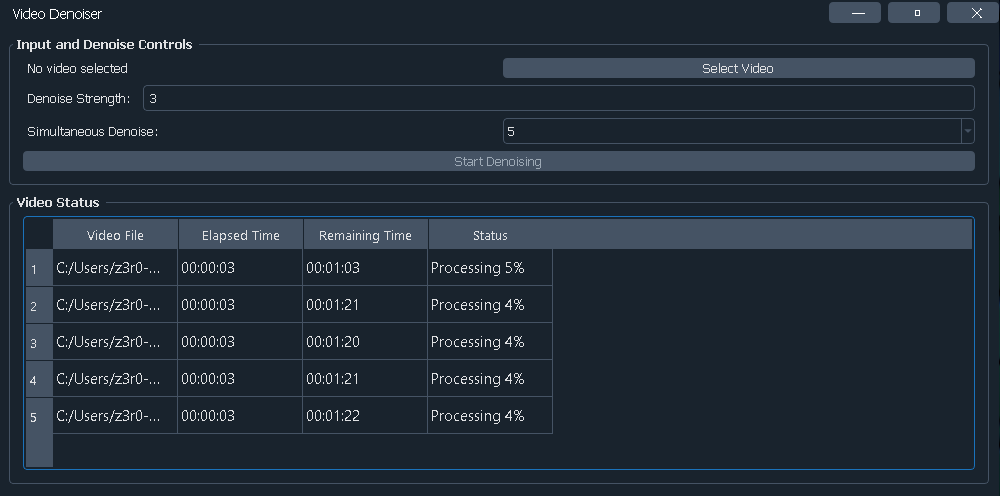 Video Denoiser
Input and Denoise Controls
No video selected Select Video
Denoise Strength: 3
Simultaneous Denoise: 5
Start Denoising
Video Status
Video File Elapsed Time Remaining Time Status
1 C:/Users/z3r0-... 00:00:03 00:01:03 Processing 5%
2 C:/Users/z3r0-... 00:00:03 00:01:21 Processing 4%
3 C:/Users/z3r0-... 00:00:03 00:01:20 Processing 4%
4 C:/Users/z3r0-... 00:00:03 00:01:21 Processing 4%
5 C:/Users/z3r0-... 00:00:03 00:01:22 Processing 4%